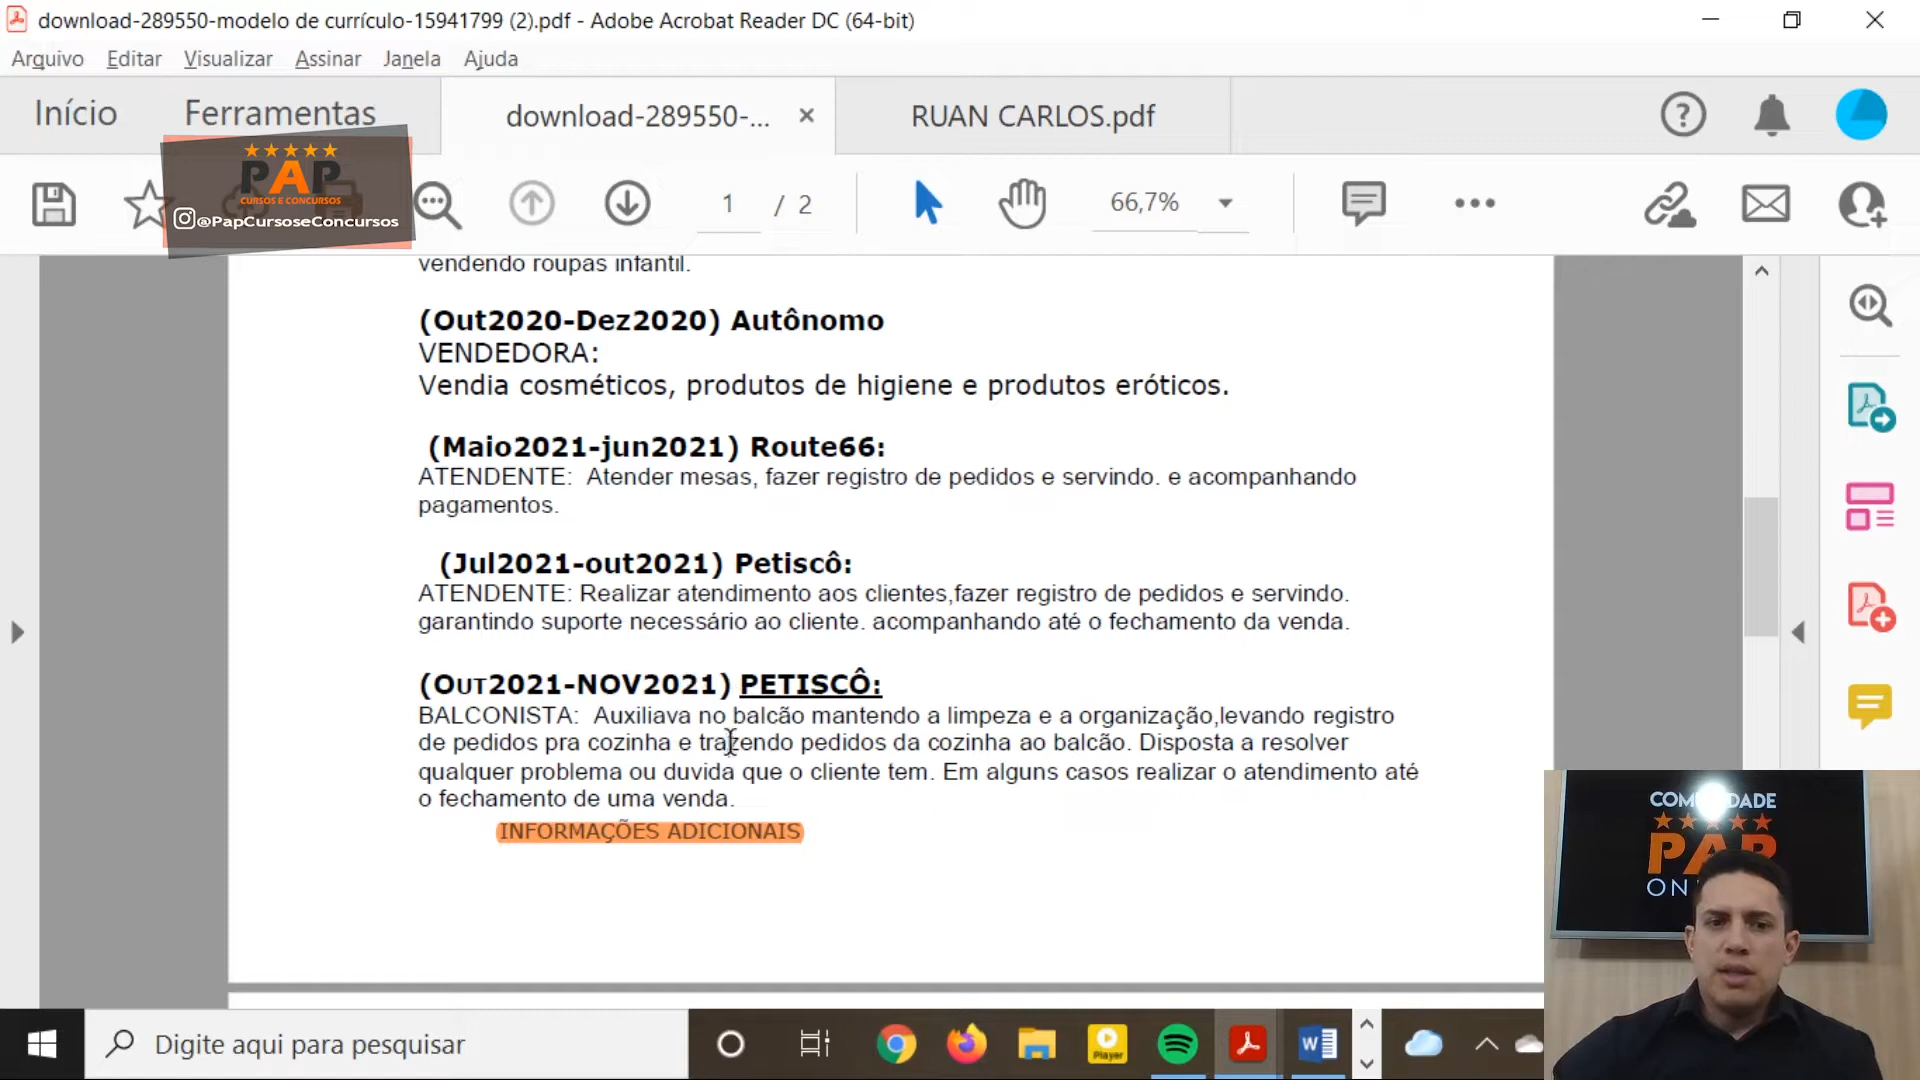 download-289550-modelo de currículo-15941799 (2).pdf - Adobe Acrobat Reader DC (64-bit)
Arquivo Editar Visualizar Assinar Janela Ajuda
Início Ferramentas download-289550-... RUAN CARLOS.pdf
PAP
CURSOS E CONCURSOS
@PapCursoseConcursos
1 / 2 66,7%
vendendo roupas infantil.
(Out2020-Dez2020) Autônomo
VENDEDORA:
Vendia cosméticos, produtos de higiene e produtos eróticos.
(Maio2021-jun2021) Route66:
ATENDENTE: Atender mesas, fazer registro de pedidos e servindo. e acompanhando
pagamentos.
(Jul2021-out2021) Petiscô:
ATENDENTE: Realizar atendimento aos clientes,fazer registro de pedidos e servindo.
garantindo suporte necessário ao cliente. acompanhando até o fechamento da venda.
(OUT2021-NOV2021) PETISCÔ:
BALCONISTA: Auxiliava no balcão mantendo a limpeza e a organização,levando registro
de pedidos pra cozinha e trazendo pedidos da cozinha ao balcão. Disposta a resolver
qualquer problema ou duvida que o cliente tem. Em alguns casos realizar o atendimento até
o fechamento de uma venda.
INFORMAÇÕES ADICIONAIS
PAP
Digite aqui para pesquisar
Player